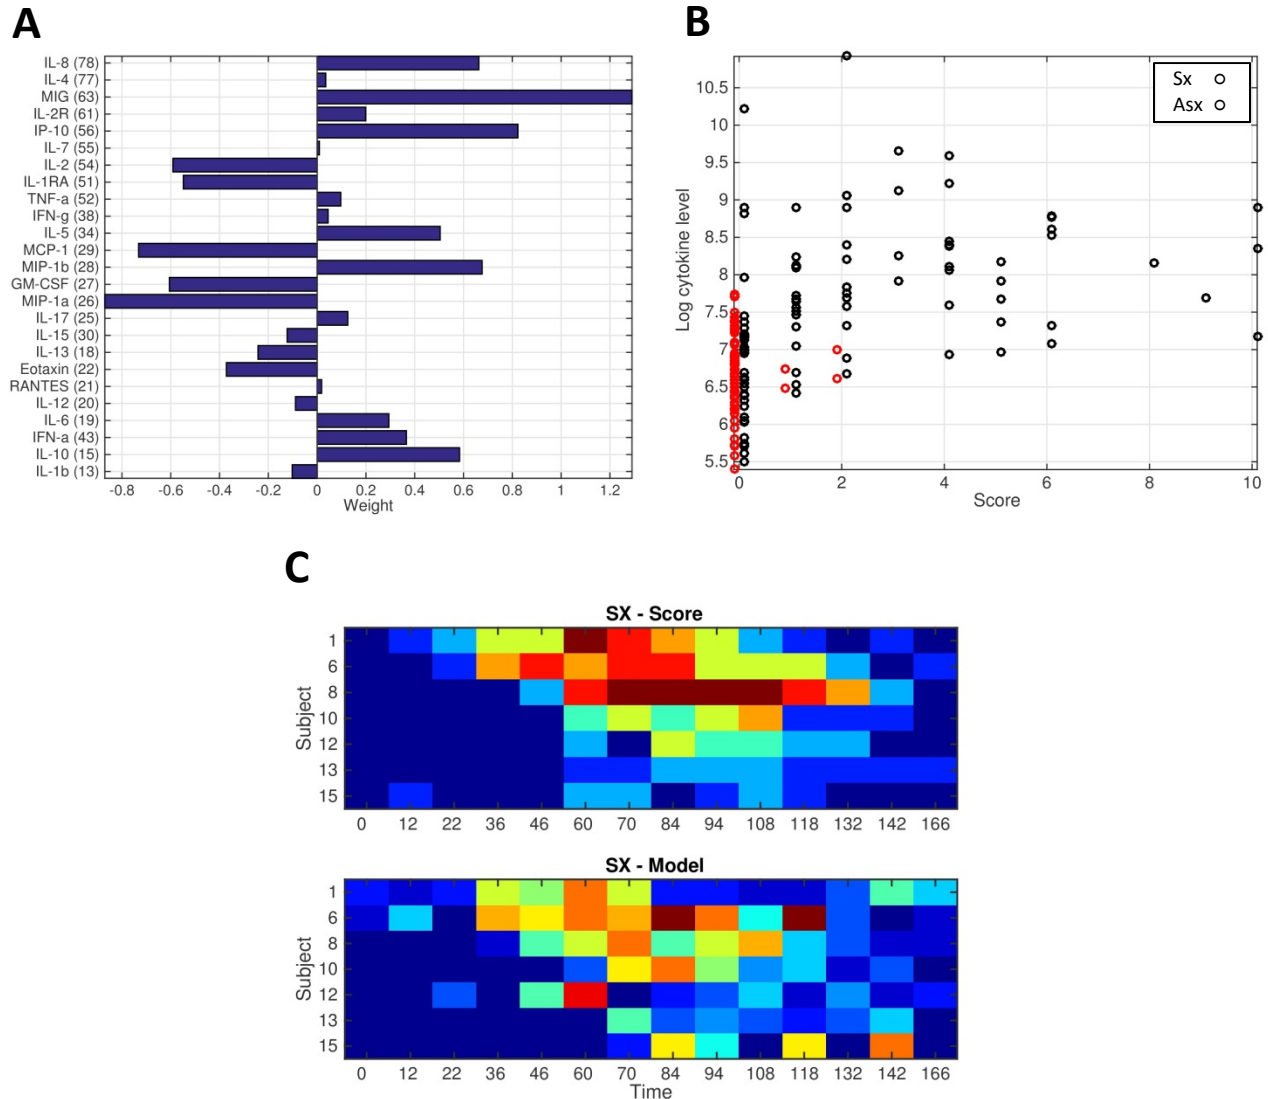 A
IL-8 (78)
IL-4 (77)
MIG (63)
IL-2R (61)
IP-10 (56)
IL-7 (55)
IL-2 (54)
IL-1RA (51)
TNF-a (52)
IFN-g (38)
IL-5 (34)
MCP-1 (29)
MIP-1b (28)
GM-CSF (27)
MIP-1a (26)
IL-17 (25)
IL-15 (30)
IL-13 (18)
Eotaxin (22)
RANTES (21)
IL-12 (20)
IL-6 (19)
IFN-a (43)
IL-10 (15)
IL-1b (13)
-0.8 -0.6 -0.4 -0.2 0 0.2 0.4 0.6 0.8 1 1.2
Weight
B
Log cytokine level
10.5
10
9.5
9
8.5
8
7.5
7
6.5
6
5.5
0 2 4 6 8 10
Score
Sx
Asx
C
SX - Score
Subject
1
6
8
10
12
13
15
0 12 22 36 46 60 70 84 94 108 118 132 142 166
SX - Model
Subject
1
6
8
10
12
13
15
0 12 22 36 46 60 70 84 94 108 118 132 142 166
Time